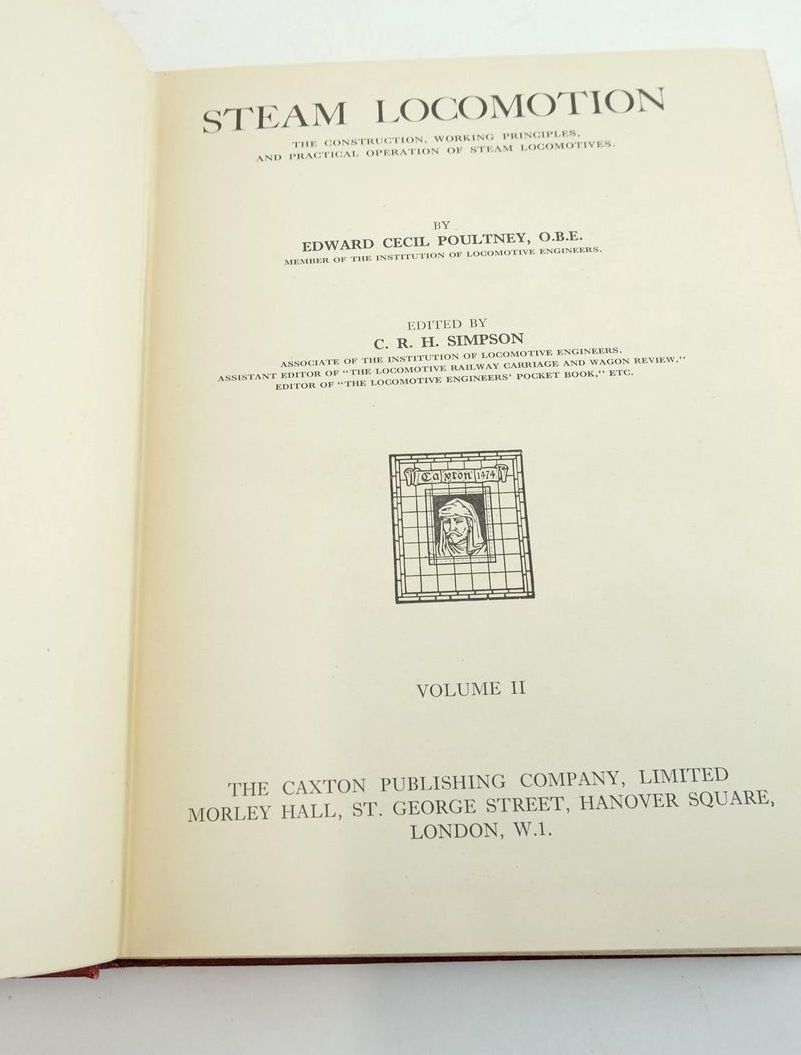 STEAM LOCOMOTION
THE CONSTRUCTION, WORKING PRINCIPLES,
AND PRACTICAL OPERATION OF STEAM LOCOMOTIVES.
BY
EDWARD CECIL POULTNEY, O.B.E.
MEMBER OF THE INSTITUTION OF LOCOMOTIVE ENGINEERS.
EDITED BY
C. R. H. SIMPSON
ASSOCIATE OF THE INSTITUTION OF LOCOMOTIVE ENGINEERS.
ASSISTANT EDITOR OF "THE LOCOMOTIVE RAILWAY CARRIAGE AND WAGON REVIEW,"
EDITOR OF "THE LOCOMOTIVE ENGINEERS' POCKET BOOK," ETC.
Caxton 1474
VOLUME II
THE CAXTON PUBLISHING COMPANY, LIMITED
MORLEY HALL, ST. GEORGE STREET, HANOVER SQUARE,
LONDON, W.1.